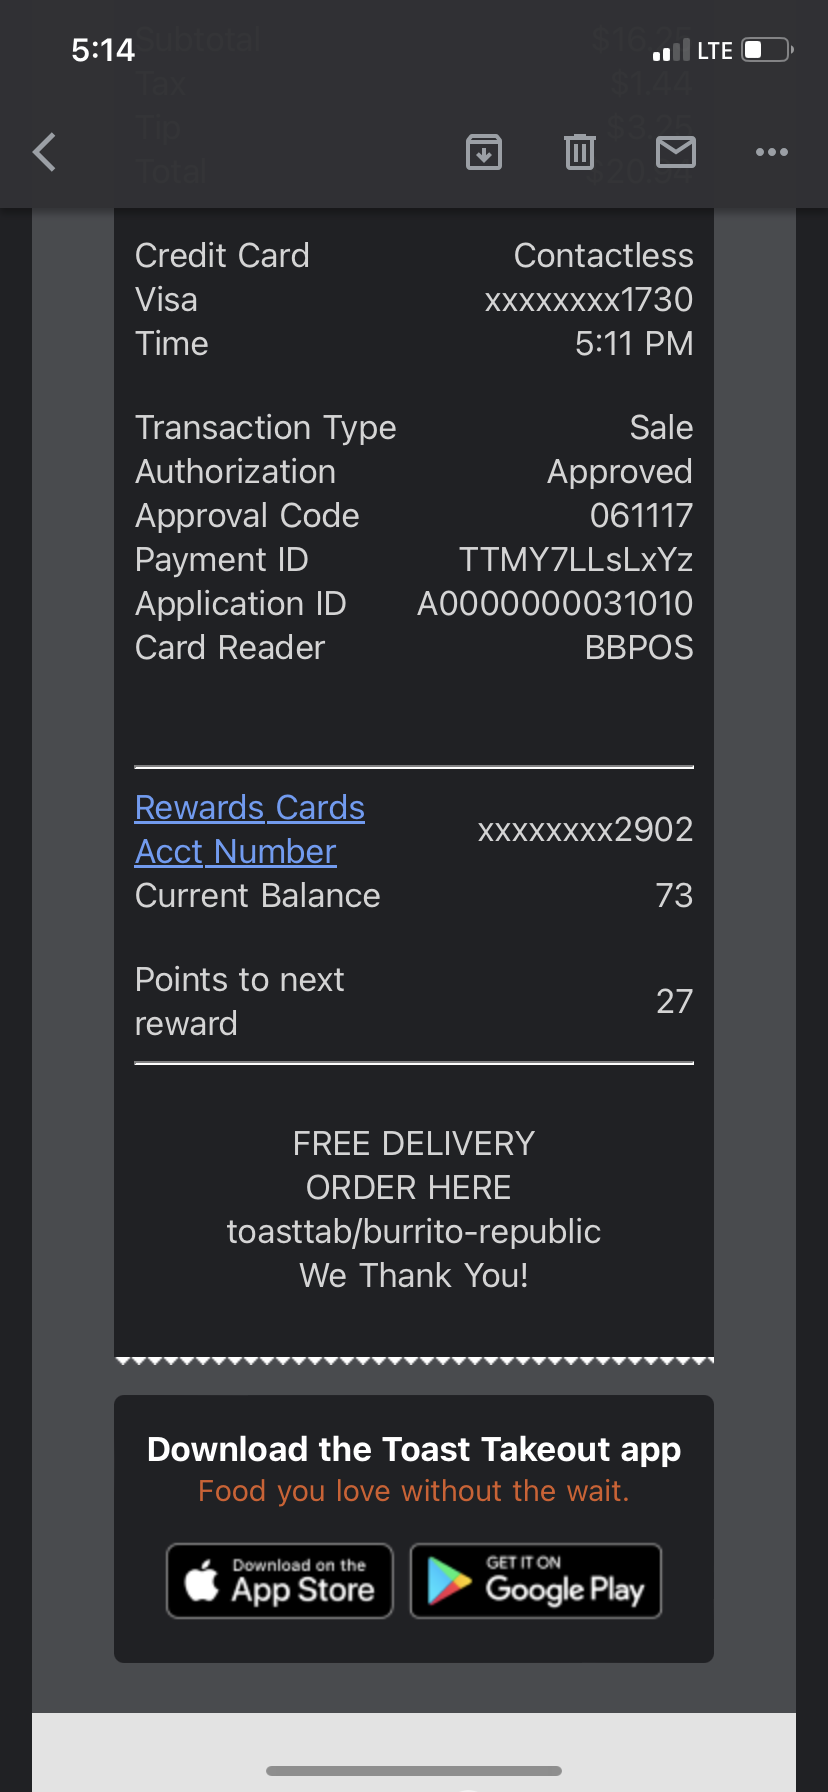 5:14 LTE
Subtotal $16.25
Tax $1.44
Tip $3.25
Total $20.94
Credit Card Contactless
Visa xxxxxxxx1730
Time 5:11 PM
Transaction Type Sale
Authorization Approved
Approval Code 061117
Payment ID TTMY7LLsLxYz
Application ID A0000000031010
Card Reader BBPOS
Rewards Cards
Acct Number xxxxxxxx2902
Current Balance 73
Points to next
reward 27
FREE DELIVERY
ORDER HERE
toasttab/burrito-republic
We Thank You!
Download the Toast Takeout app
Food you love without the wait.
Download on the
App Store
GET IT ON
Google Play